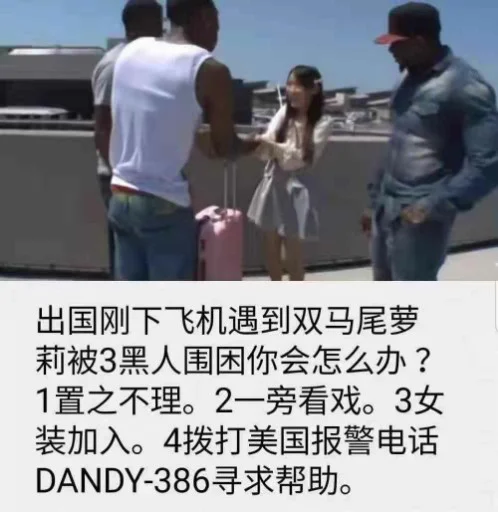 出国刚下飞机遇到双马尾萝
莉被3黑人围困你会怎么办？
1置之不理。2一旁看戏。3女
装加入。4拨打美国报警电话
DANDY-386寻求帮助。